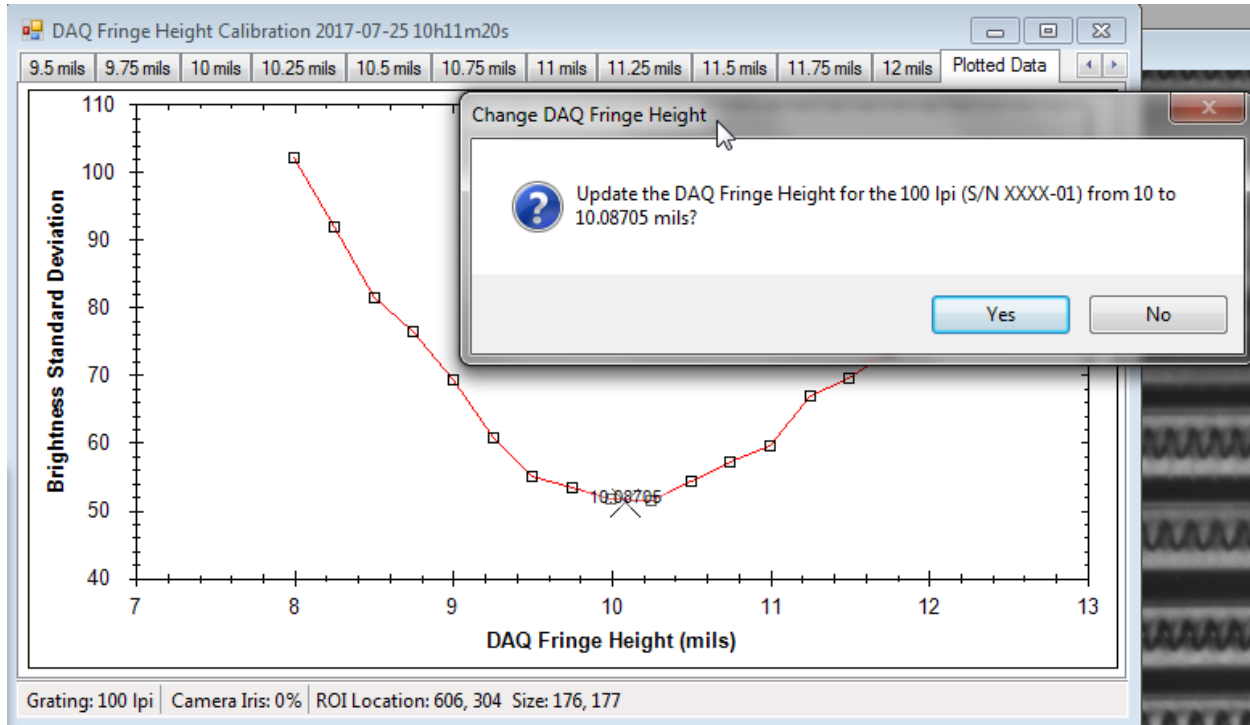 DAQ Fringe Height Calibration 2017-07-25 10h11m20s
9.5 mils 9.75 mils 10 mils 10.25 mils 10.5 mils 10.75 mils 11 mils 11.25 mils 11.5 mils 11.75 mils 12 mils Plotted Data
Change DAQ Fringe Height
Update the DAQ Fringe Height for the 100 lpi (S/N XXXX-01) from 10 to
10.08705 mils?
Yes No
Brightness Standard Deviation
110
100
90
80
70
60
50
40
10.08705
7 8 9 10 11 12 13
DAQ Fringe Height (mils)
Grating: 100 lpi Camera Iris: 0% ROI Location: 606, 304 Size: 176, 177